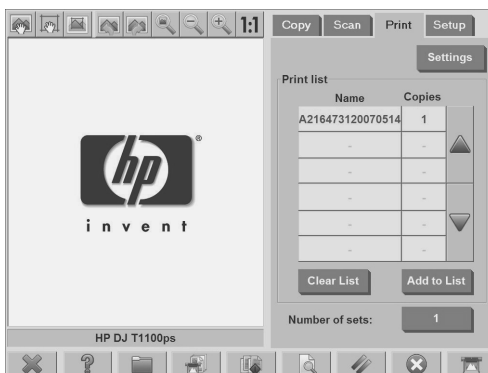 1:1
Copy Scan Print Setup
Settings
Print list
Name Copies
A216473120070514 1
hp®
invent
Clear List Add to List
Number of sets: 1
HP DJ T1100ps